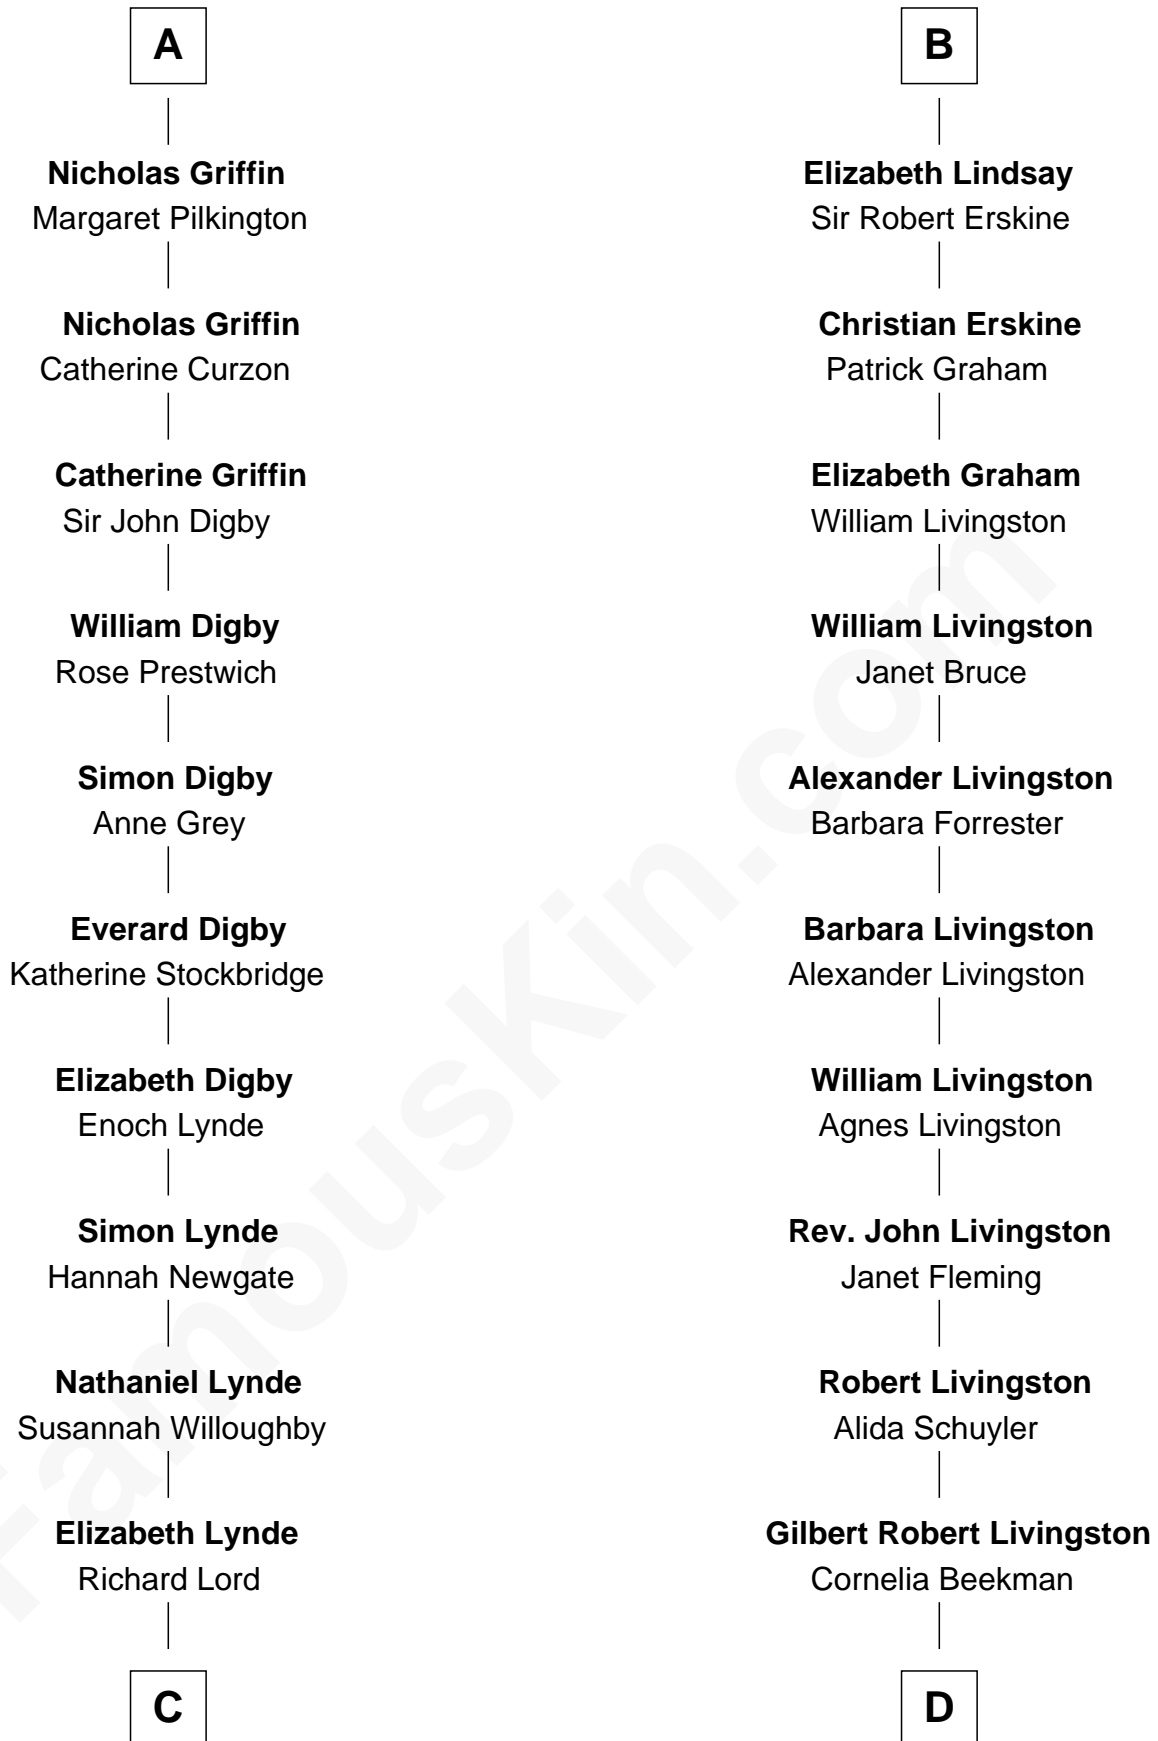 A
Nicholas Griffin
Margaret Pilkington
Nicholas Griffin
Catherine Curzon
Catherine Griffin
Sir John Digby
William Digby
Rose Prestwich
Simon Digby
Anne Grey
Everard Digby
Katherine Stockbridge
Elizabeth Digby
Enoch Lynde
Simon Lynde
Hannah Newgate
Nathaniel Lynde
Susannah Willoughby
Elizabeth Lynde
Richard Lord
C
B
Elizabeth Lindsay
Sir Robert Erskine
Christian Erskine
Patrick Graham
Elizabeth Graham
William Livingston
William Livingston
Janet Bruce
Alexander Livingston
Barbara Forrester
Barbara Livingston
Alexander Livingston
William Livingston
Agnes Livingston
Rev. John Livingston
Janet Fleming
Robert Livingston
Alida Schuyler
Gilbert Robert Livingston
Cornelia Beekman
D
FamousKin.com